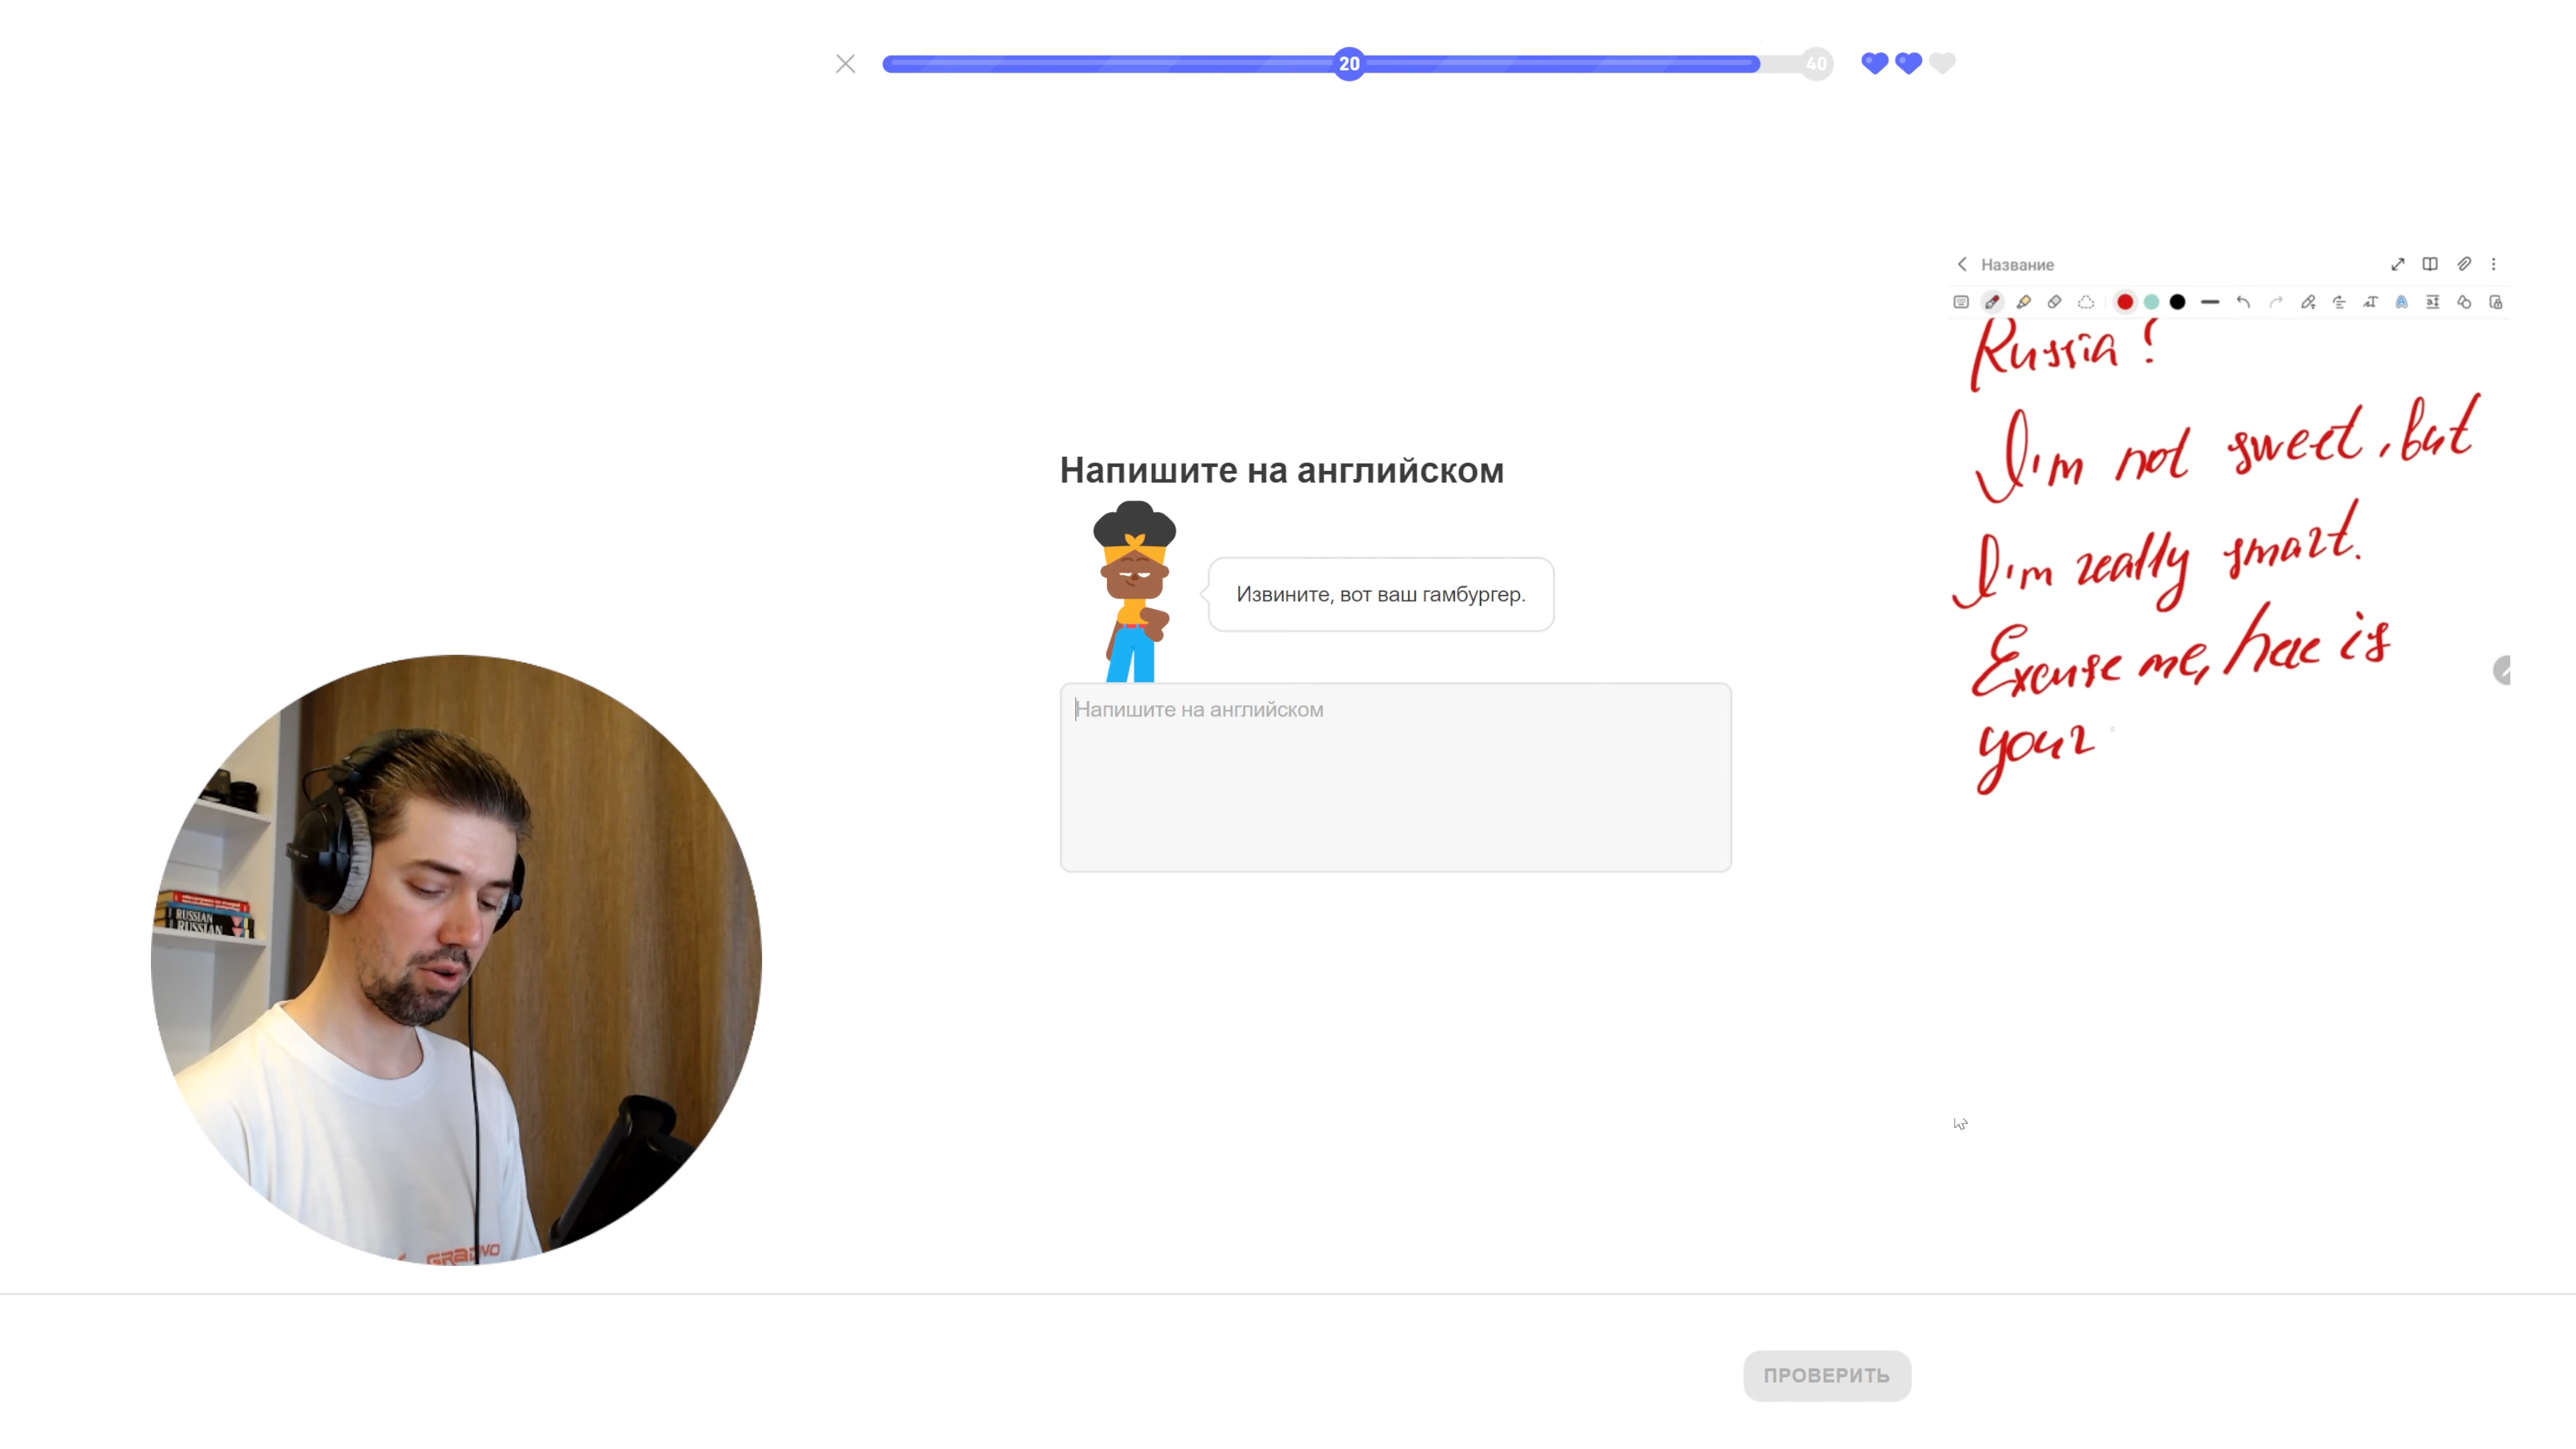 20
40
Название
Russia?
I'm not sweet, but
I'm really smart.
Excuse me, here is
your
Напишите на английском
Извините, вот ваш гамбургер.
Напишите на английском
RUSSIAN
RUSSIAN
ПРОВЕРИТЬ